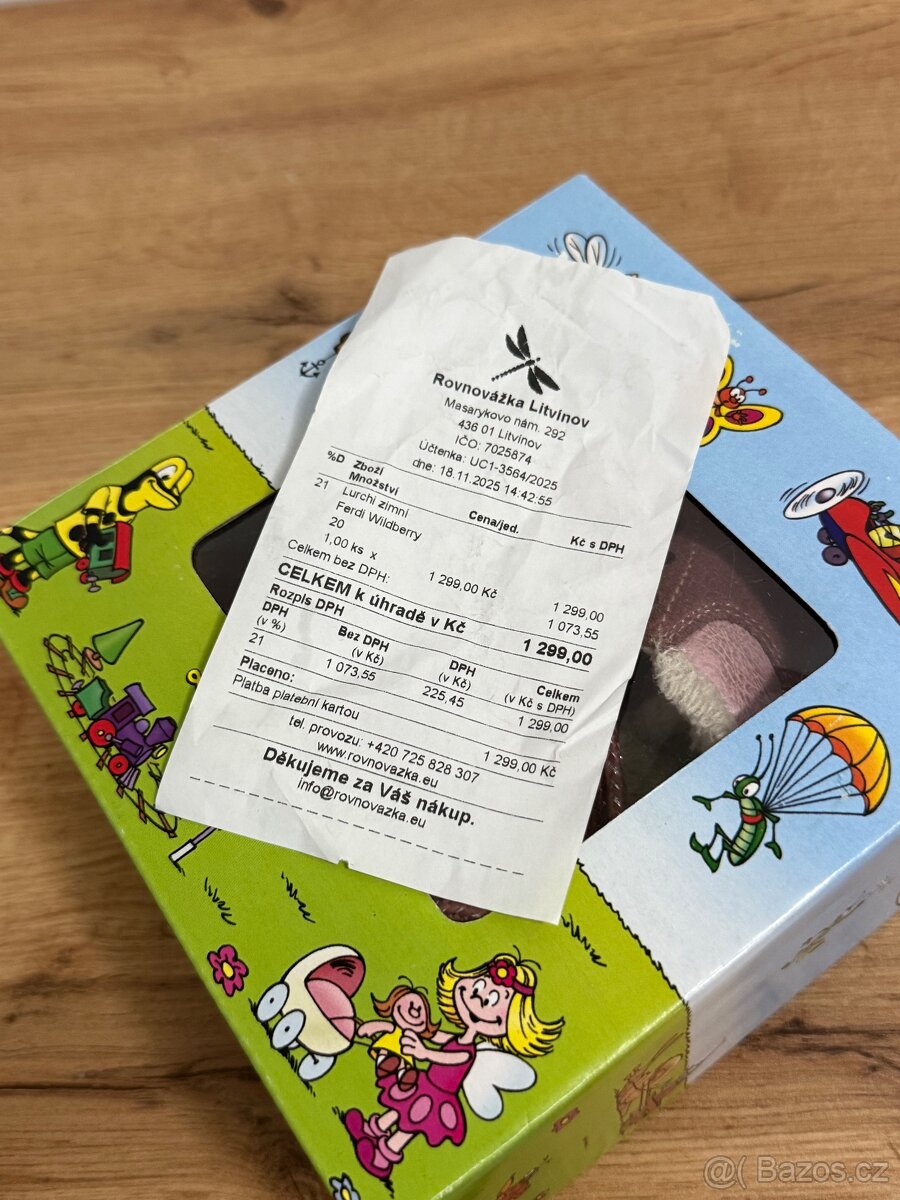 Rovnovážka Litvínov
Masarykovo nám. 292
436 01 Litvínov
IČO: 7025874
Účtenka: UC1-3564/2025
dne: 18.11.2025 14:42:55
%D Zboží
Množství Cena/jed. Kč s DPH
21 Lurchi zimní
Ferdi Wildberry
20
1,00 ks x 1 299,00 Kč 1 299,00
Celkem bez DPH: 1 073,55
CELKEM k úhradě v Kč 1 299,00
Rozpis DPH
DPH Bez DPH DPH Celkem
(v %) (v Kč) (v Kč) (v Kč s DPH)
21 1 073,55 225,45 1 299,00
Placeno:
Platba platební kartou 1 299,00 Kč
tel. provozu: +420 725 828 307
www.rovnovazka.eu
Děkujeme za Váš nákup.
info@rovnovazka.eu
@( Bazos.cz